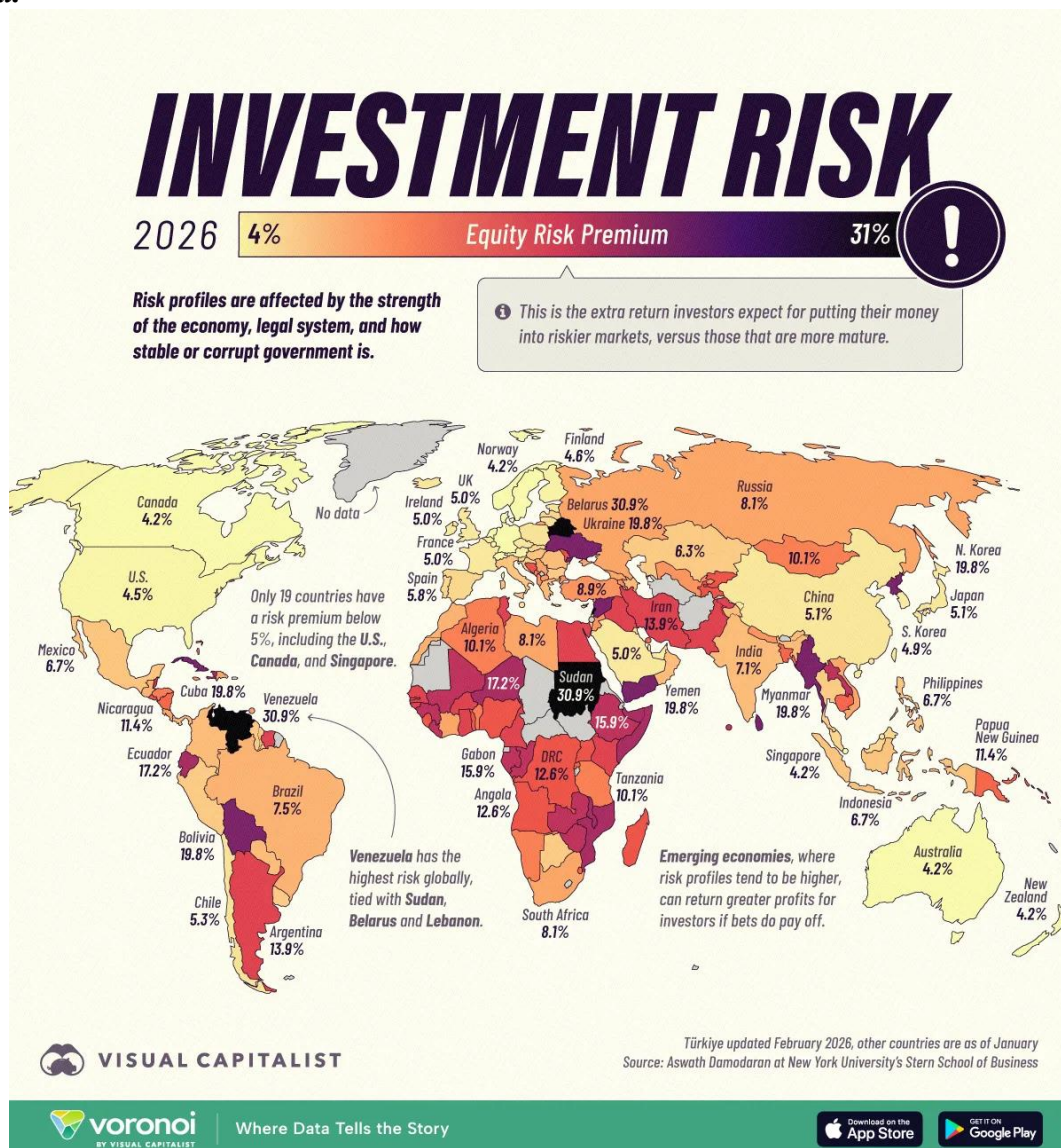 INVESTMENT RISK
2026
4%
Equity Risk Premium
31%
!
Risk profiles are affected by the strength
of the economy, legal system, and how
stable or corrupt government is.
This is the extra return investors expect for putting their money
into riskier markets, versus those that are more mature.
Norway
4.2%
Finland
4.6%
UK
5.0%
Ireland
5.0%
No data
Belarus 30.9%
Ukraine 19.8%
Russia
8.1%
Canada
4.2%
France
5.0%
Spain
5.8%
6.3%
10.1%
N. Korea
19.8%
U.S.
4.5%
Only 19 countries have
a risk premium below
5%, including the U.S.,
Canada, and Singapore.
8.9%
Iran
13.9%
China
5.1%
Japan
5.1%
S. Korea
4.9%
Mexico
6.7%
Algeria
10.1%
8.1%
5.0%
India
7.1%
Cuba 19.8%
Venezuela
30.9%
17.2%
Sudan
30.9%
Yemen
19.8%
Myanmar
19.8%
Philippines
6.7%
Nicaragua
11.4%
15.9%
Papua
New Guinea
11.4%
Ecuador
17.2%
Gabon
15.9%
DRC
12.6%
Singapore
4.2%
Brazil
7.5%
Angola
12.6%
Tanzania
10.1%
Indonesia
6.7%
Bolivia
19.8%
Venezuela has the
highest risk globally,
tied with Sudan,
Belarus and Lebanon.
Emerging economies, where
risk profiles tend to be higher,
can return greater profits for
investors if bets do pay off.
Australia
4.2%
New
Zealand
4.2%
Chile
5.3%
Argentina
13.9%
South Africa
8.1%
VISUAL CAPITALIST
Türkiye updated February 2026, other countries are as of January
Source: Aswath Damodaran at New York University's Stern School of Business
voronoi
BY VISUAL CAPITALIST
Where Data Tells the Story
Download on the
App Store
GET IT ON
Google Play